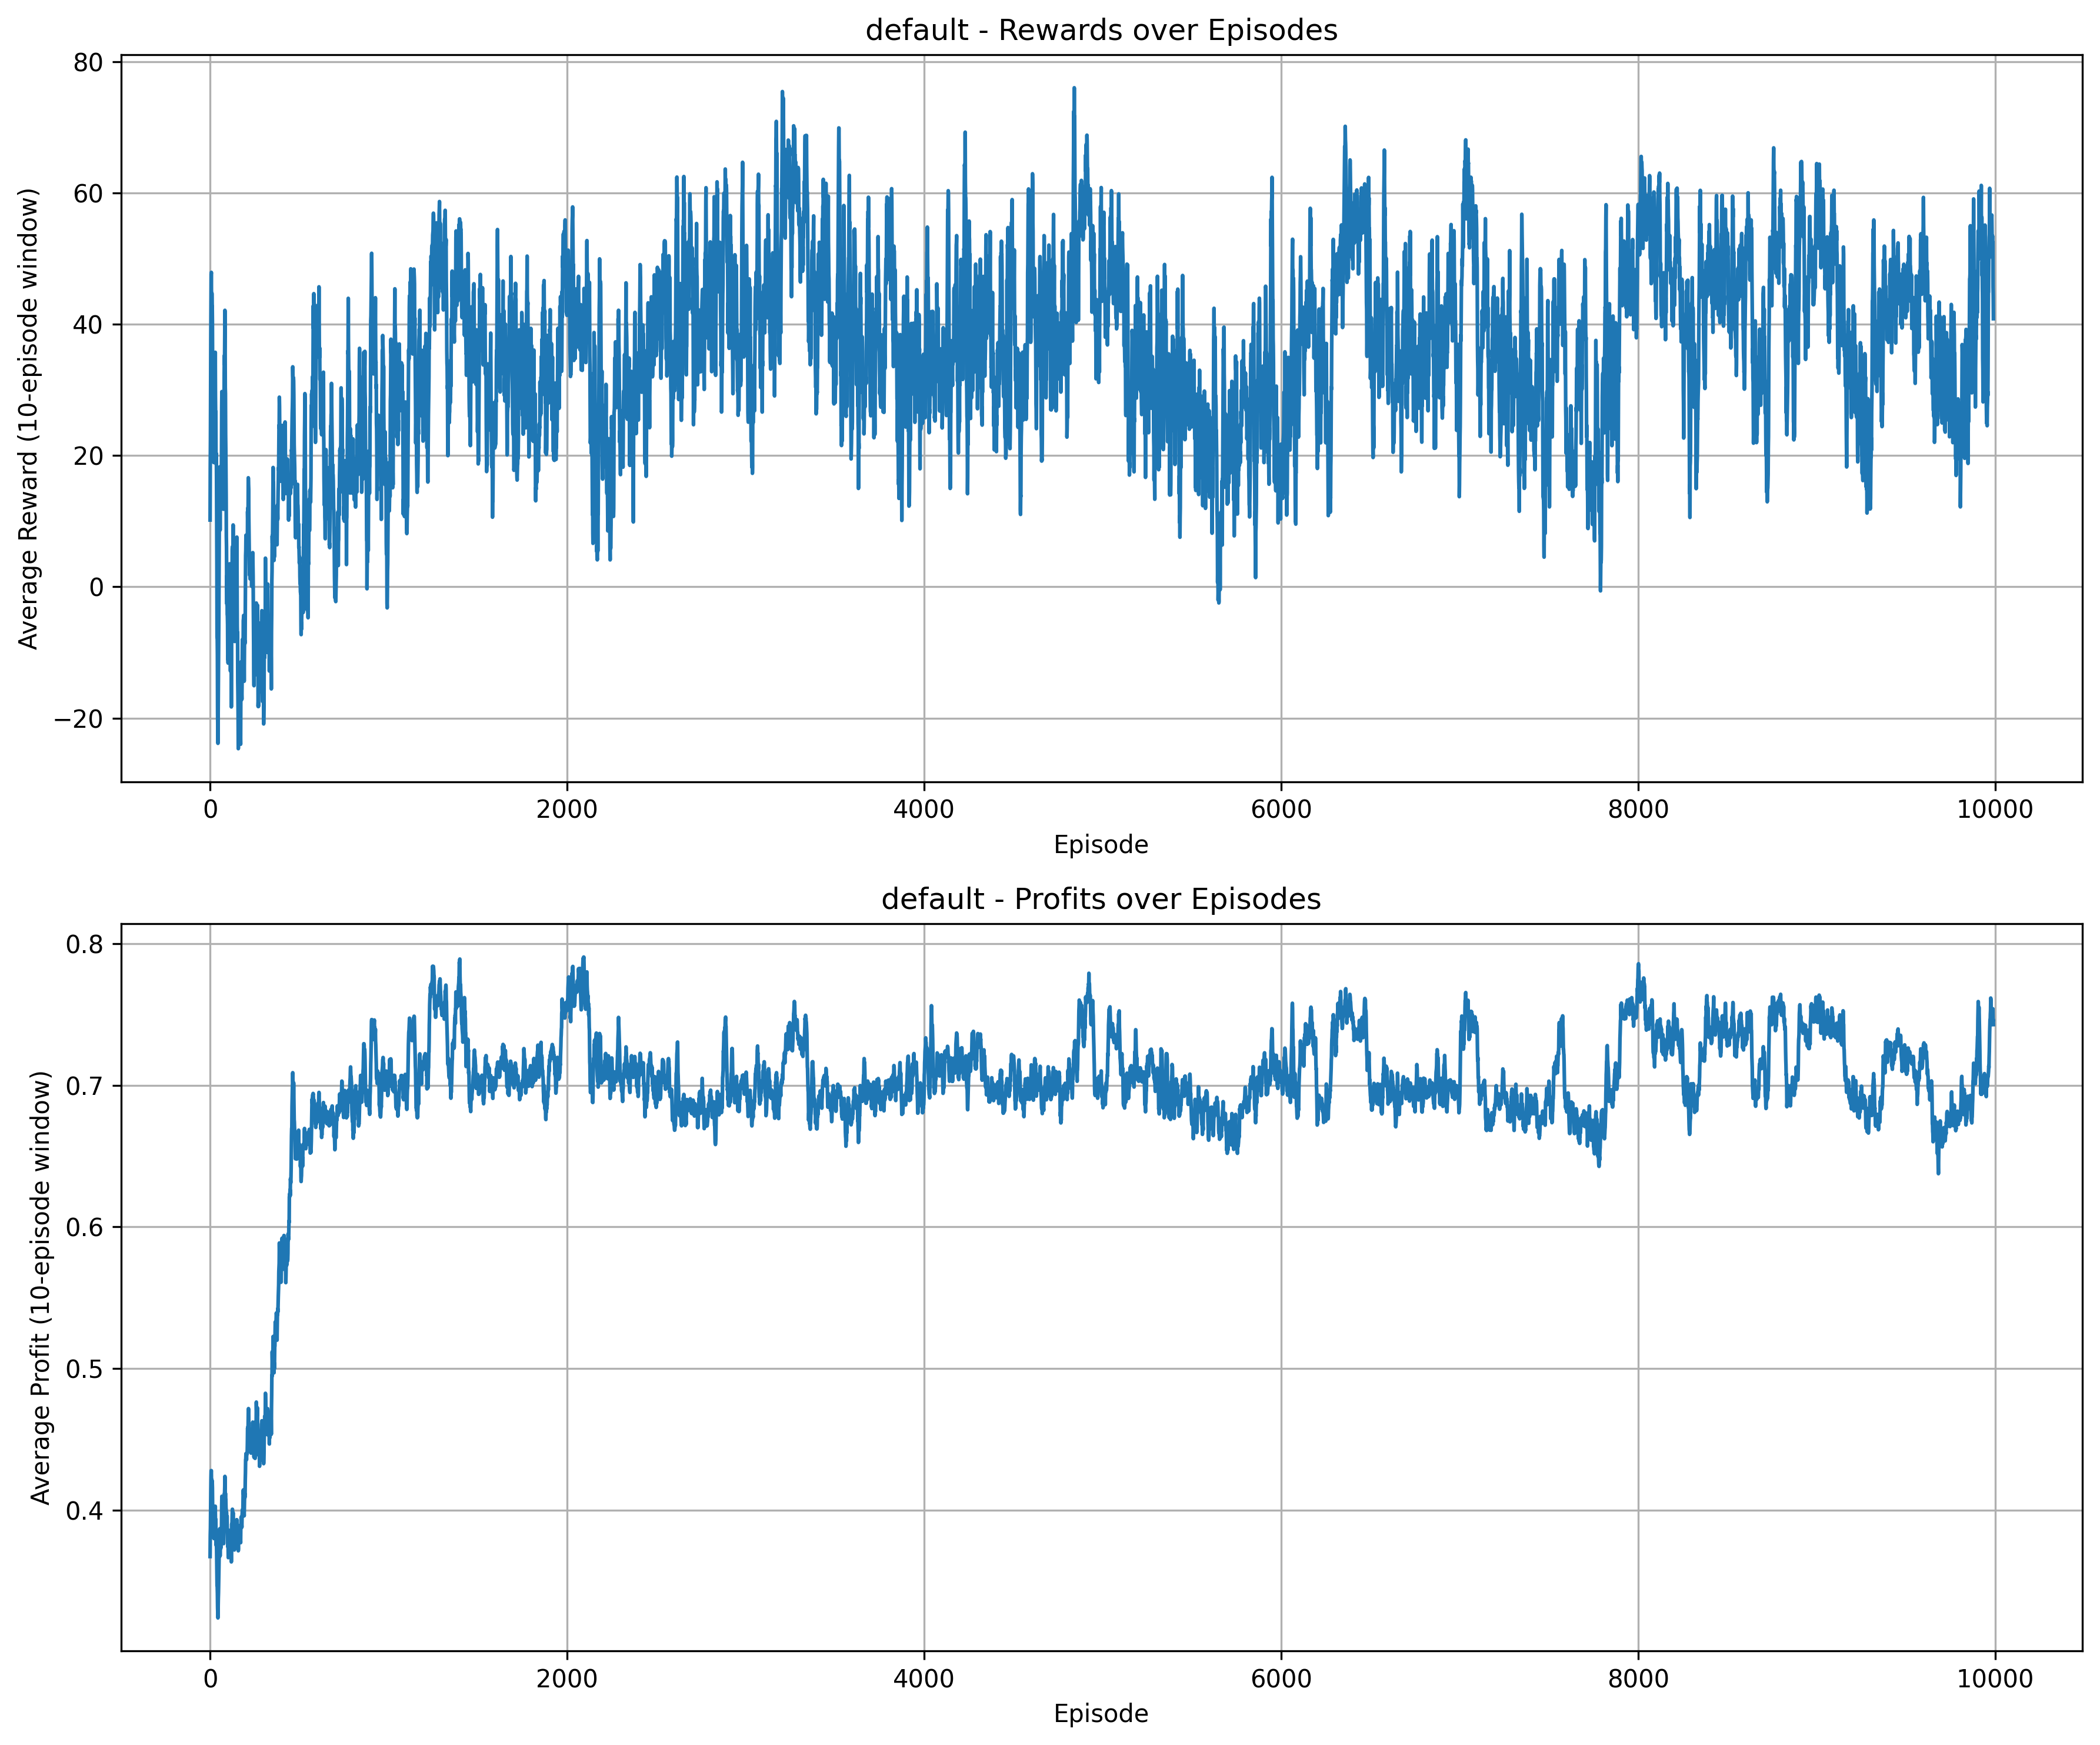 default - Rewards over Episodes
Average Reward (10-episode window)
80
60
40
20
0
−20
0 2000 4000 6000 8000 10000
Episode
default - Profits over Episodes
Average Profit (10-episode window)
0.8
0.7
0.6
0.5
0.4
0 2000 4000 6000 8000 10000
Episode